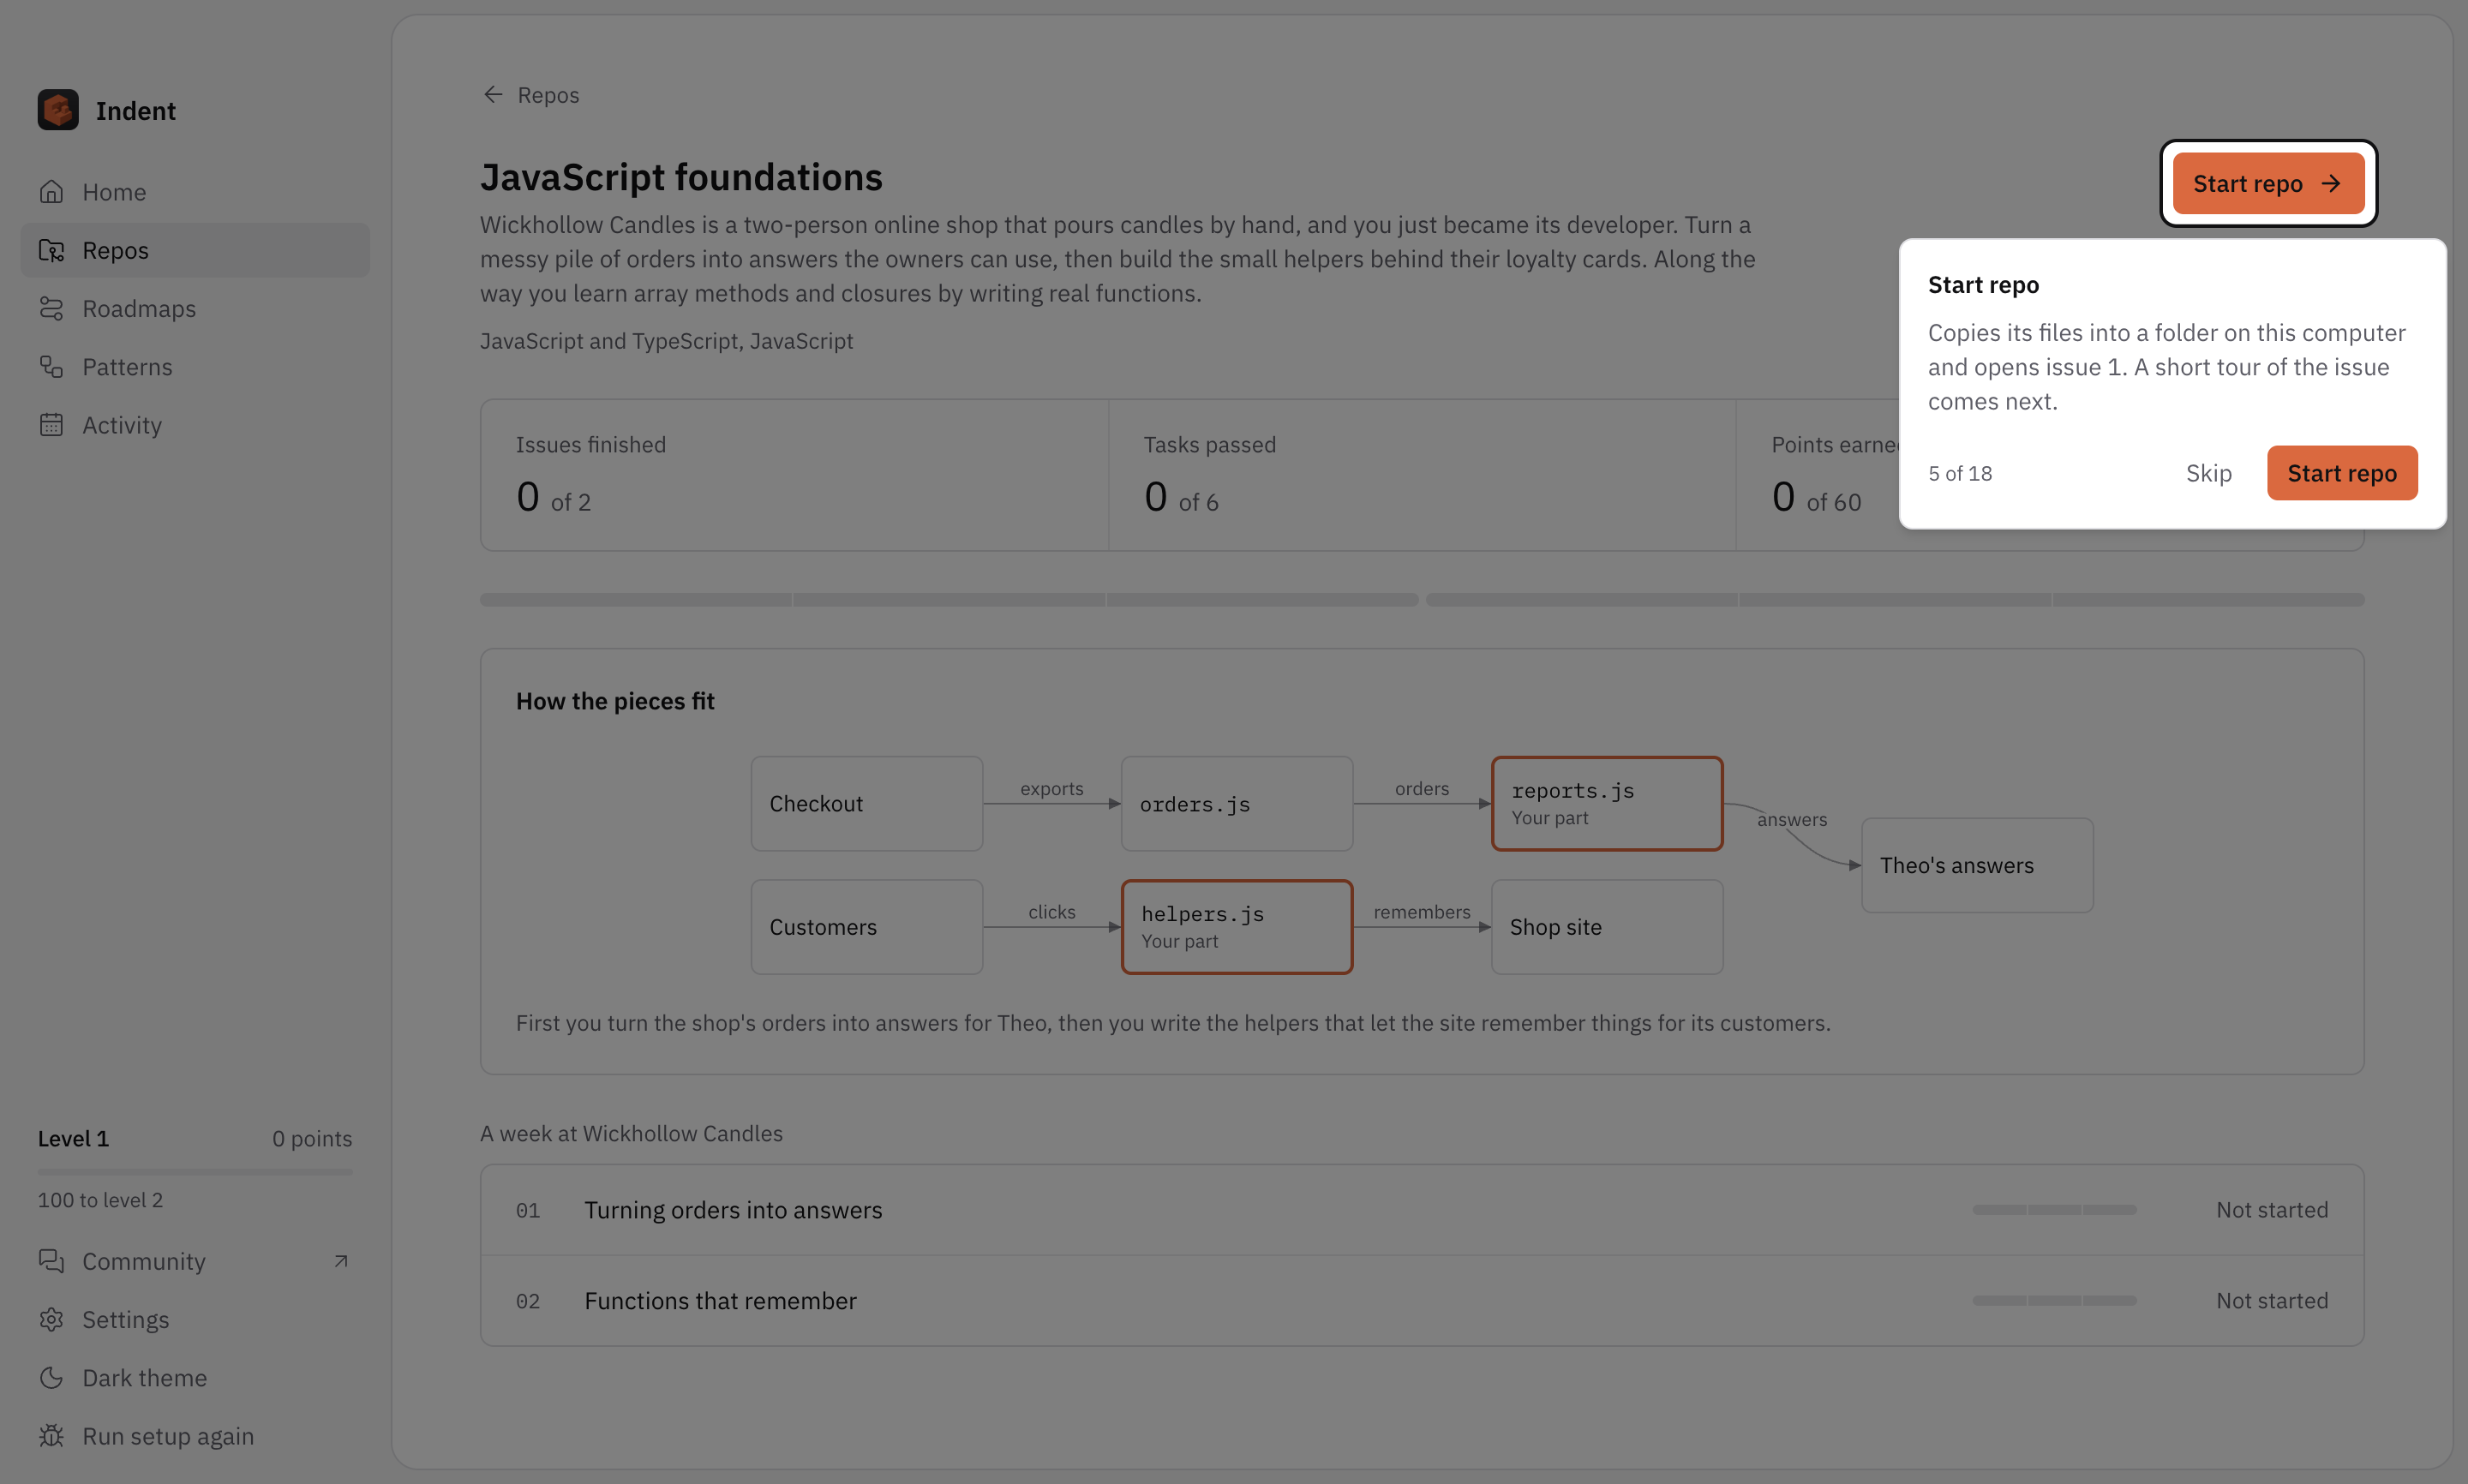 Indent
Home
Repos
Roadmaps
Patterns
Activity
Level 1
0 points
100 to level 2
Community
Settings
Dark theme
Run setup again
Repos
JavaScript foundations
Wickhollow Candles is a two-person online shop that pours candles by hand, and you just became its developer. Turn a
messy pile of orders into answers the owners can use, then build the small helpers behind their loyalty cards. Along the
way you learn array methods and closures by writing real functions.
JavaScript and TypeScript, JavaScript
Start repo
Start repo
Copies its files into a folder on this computer
and opens issue 1. A short tour of the issue
comes next.
5 of 18
Skip
Start repo
Issues finished
0 of 2
Tasks passed
0 of 6
Points earne
0 of 60
How the pieces fit
Checkout
exports
orders.js
orders
reports.js
Your part
answers
Theo's answers
Customers
clicks
helpers.js
Your part
remembers
Shop site
First you turn the shop's orders into answers for Theo, then you write the helpers that let the site remember things for its customers.
A week at Wickhollow Candles
01 Turning orders into answers Not started
02 Functions that remember Not started